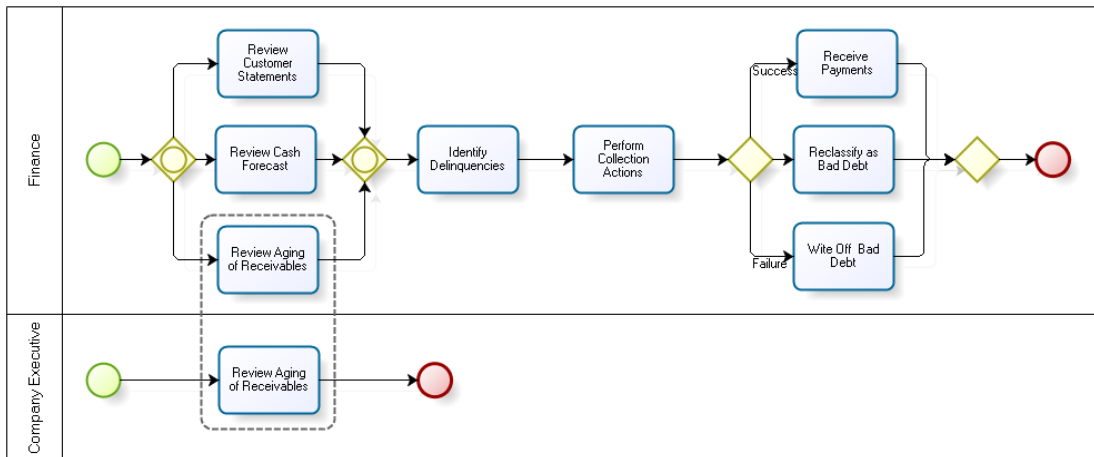 Finance
Review
Customer
Statements
Review Cash
Forecast
Review Aging
of Receivables
Identify
Delinquencies
Perform
Collection
Actions
Success
Receive
Payments
Reclassify as
Bad Debt
Failure
Wite Off  Bad
Debt
Company Executive
Review Aging
of Receivables